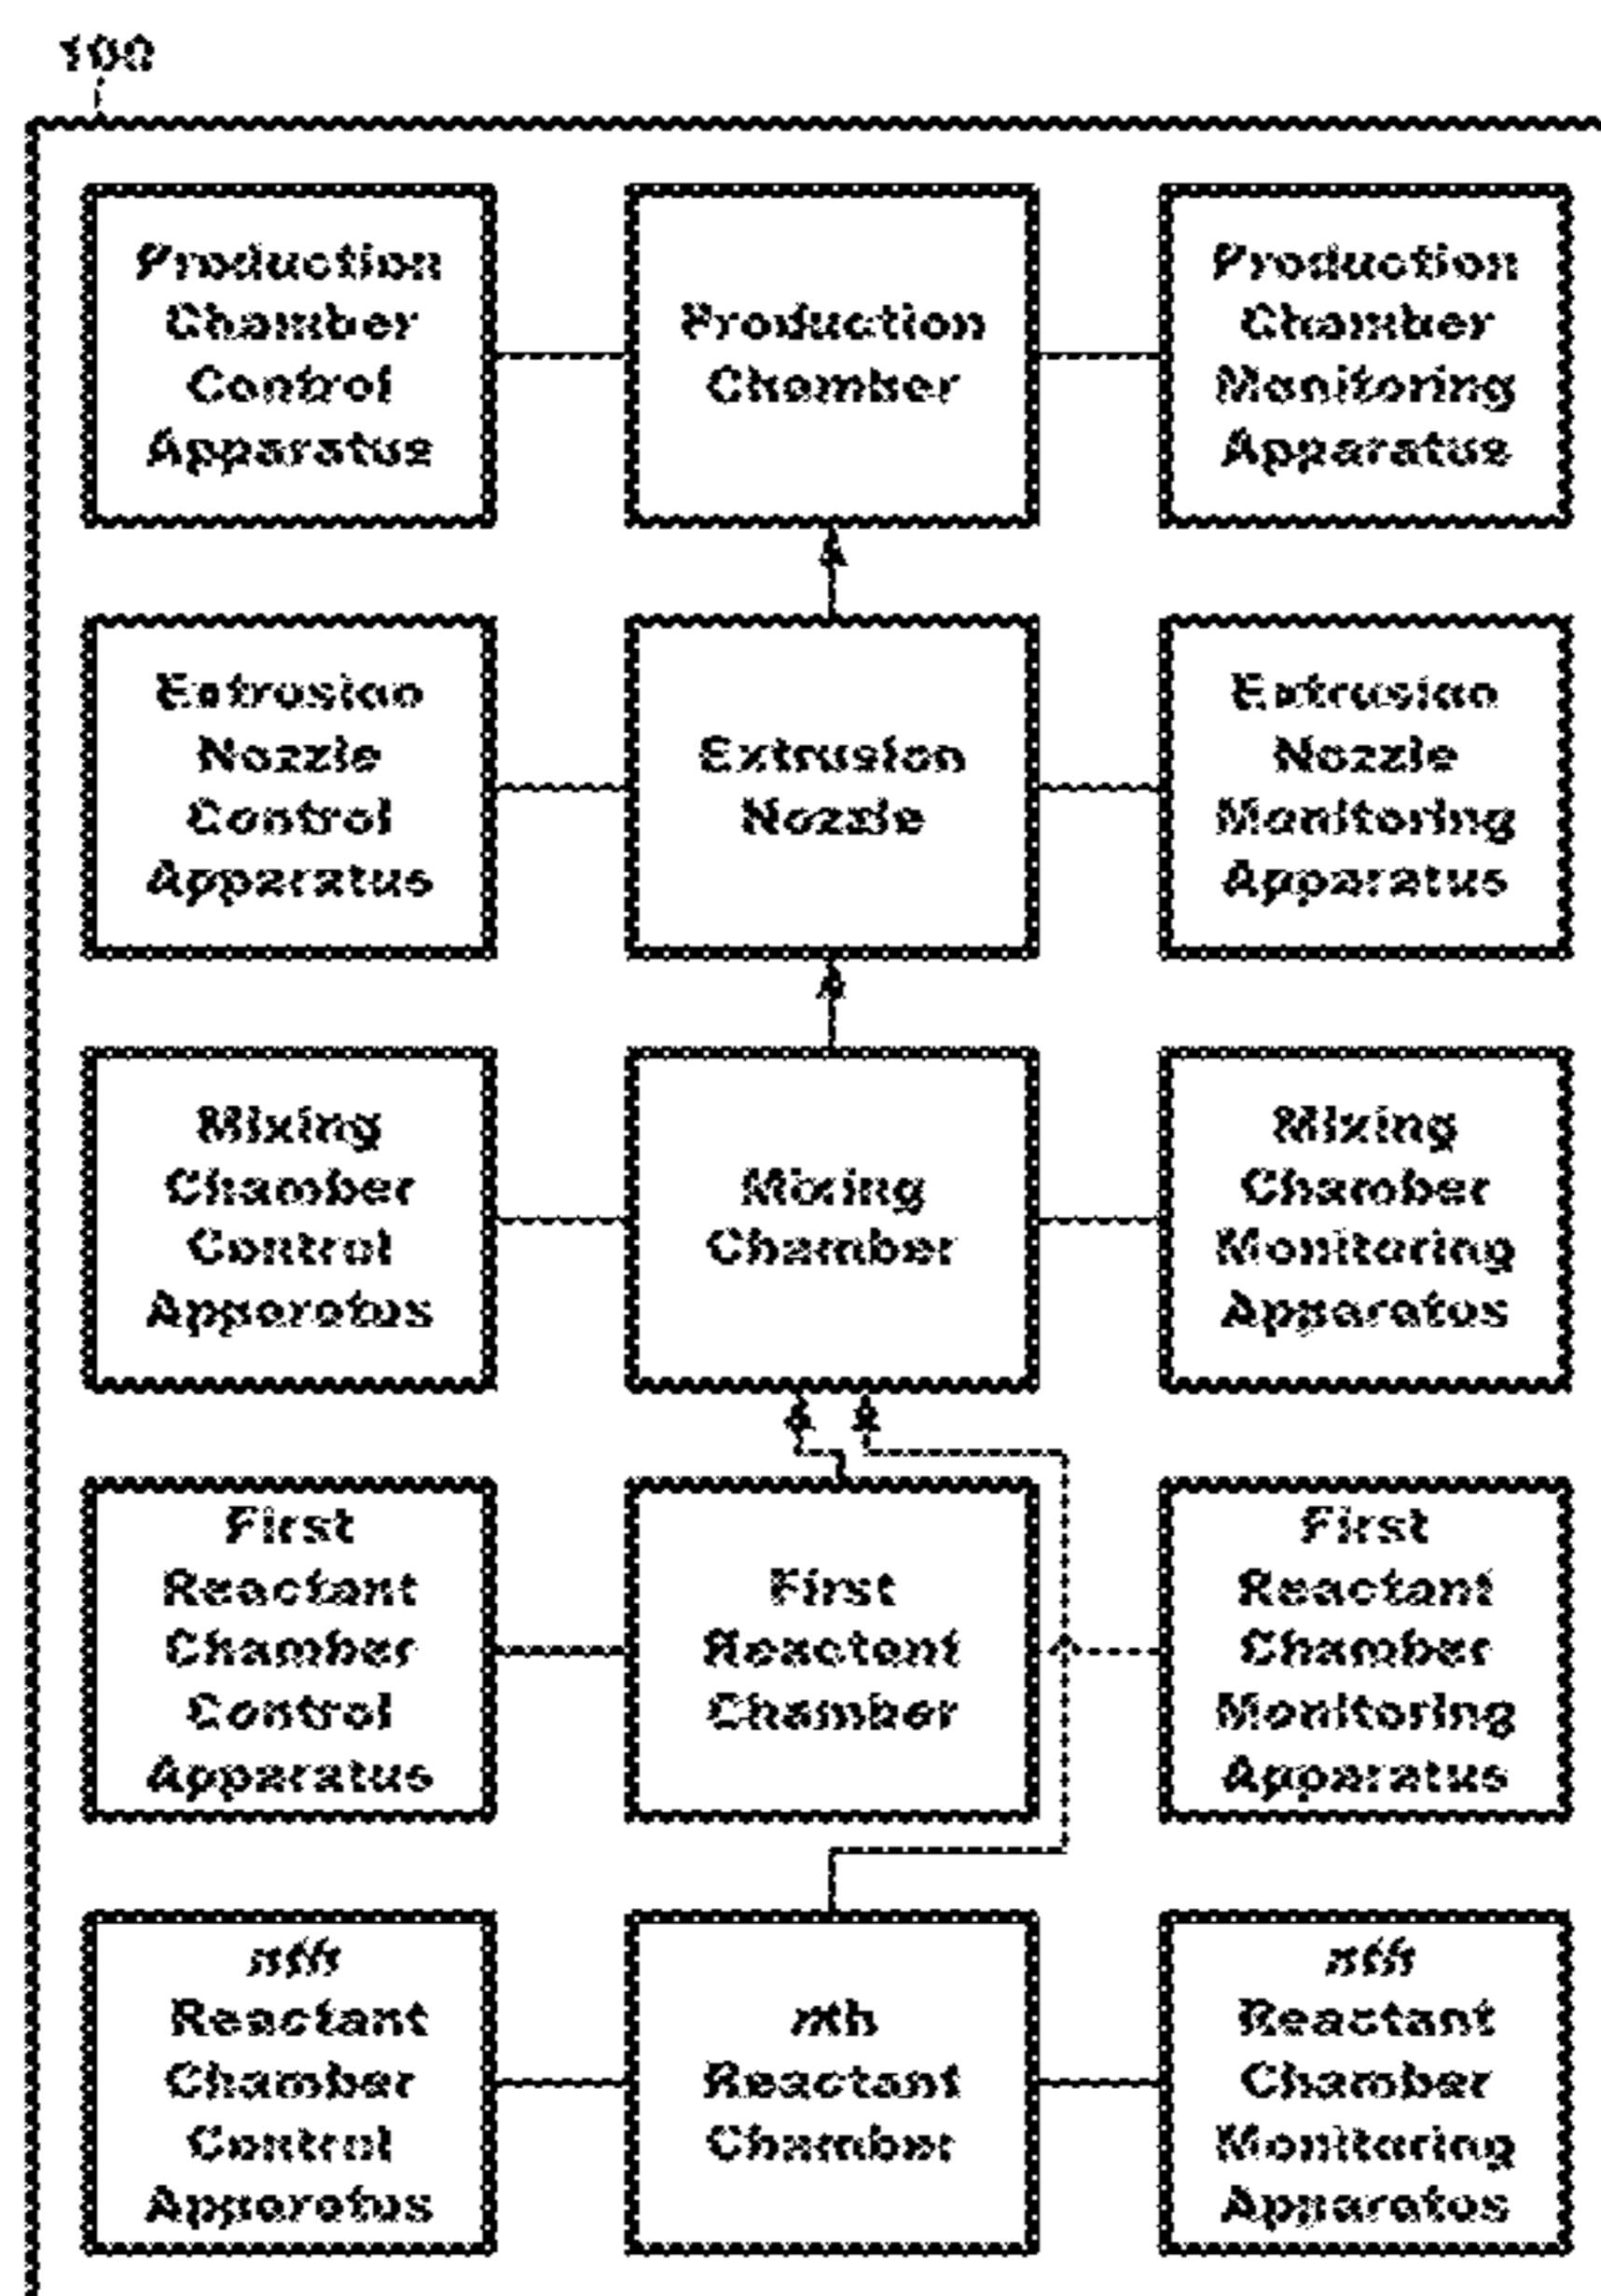 100
Production
Chamber
Control
Apparatus
Production
Chamber
Production
Chamber
Monitoring
Apparatus
Extrusion
Nozzle
Control
Apparatus
Extrusion
Nozzle
Extrusion
Nozzle
Monitoring
Apparatus
Mixing
Chamber
Control
Apparatus
Mixing
Chamber
Mixing
Chamber
Monitoring
Apparatus
First
Reactant
Chamber
Control
Apparatus
First
Reactant
Chamber
First
Reactant
Chamber
Monitoring
Apparatus
nth
Reactant
Chamber
Control
Apparatus
nth
Reactant
Chamber
nth
Reactant
Chamber
Monitoring
Apparatus